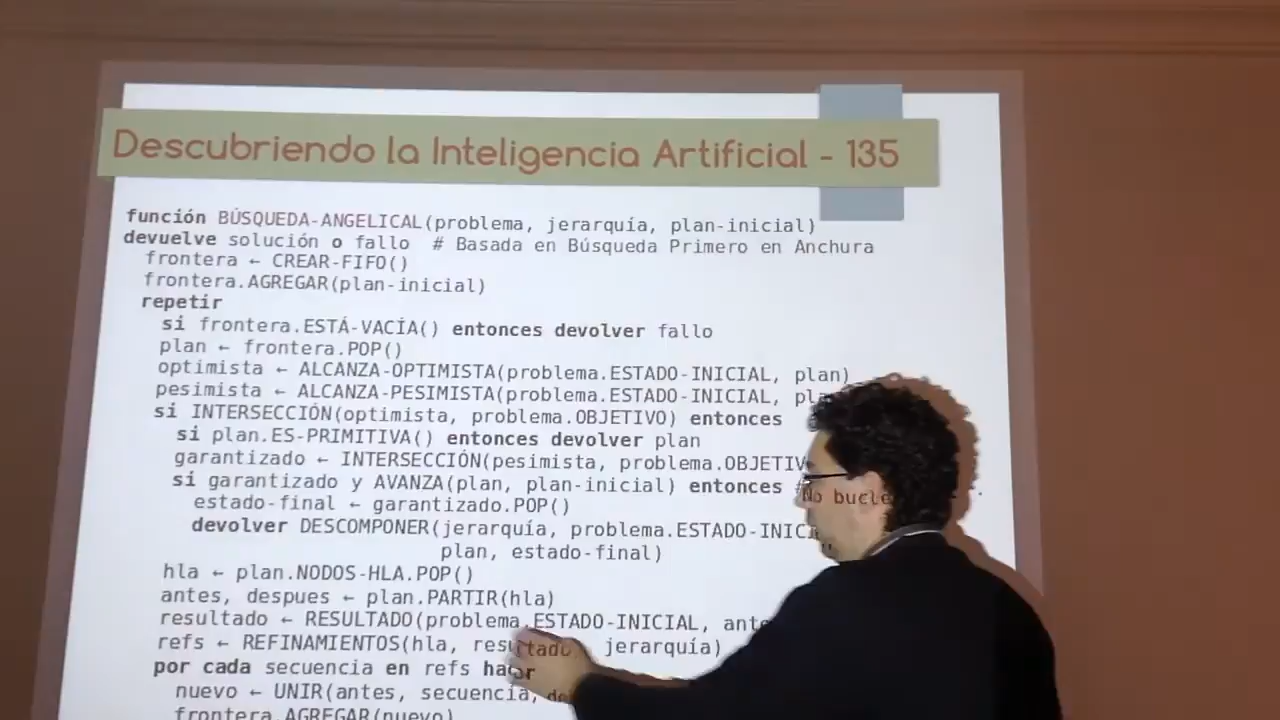 Descubriendo la Inteligencia Artificial - 135
función BÚSQUEDA-ANGELICAL(problema, jerarquía, plan-inicial)
devuelve solución o fallo # Basada en Búsqueda Primero en Anchura
frontera ← CREAR-FIFO()
frontera.AGREGAR(plan-inicial)
repetir
si frontera.ESTÁ-VACÍA() entonces devolver fallo
plan ← frontera.POP()
optimista ← ALCANZA-OPTIMISTA(problema.ESTADO-INICIAL, plan)
pesimista ← ALCANZA-PESIMISTA(problema.ESTADO-INICIAL,
si INTERSECCIÓN(optimista, problema.OBJETIVO) entonces
si plan.ES-PRIMITIVA() entonces devolver plan
garantizado ← INTERSECCIÓN(pesimista,
si garantizado y AVANZA(plan, plan-inicial) entonces # No bucle
estado-final ← garantizado.POP()
devolver DESCOMPONER(jerarquía,
plan, estado-final)
hla ← plan.NODOS-HLA.POP()
antes, despues ← plan.PARTIR(hla)
resultado ← RESULTADO(problema.ESTADO-INICIAL,
refs ← REFINAMIENTOS(hla, resultado, jerarquía)
por cada secuencia en refs hacer
nuevo ← UNIR(antes, secuencia,
frontera.AGREGAR(nuevo)